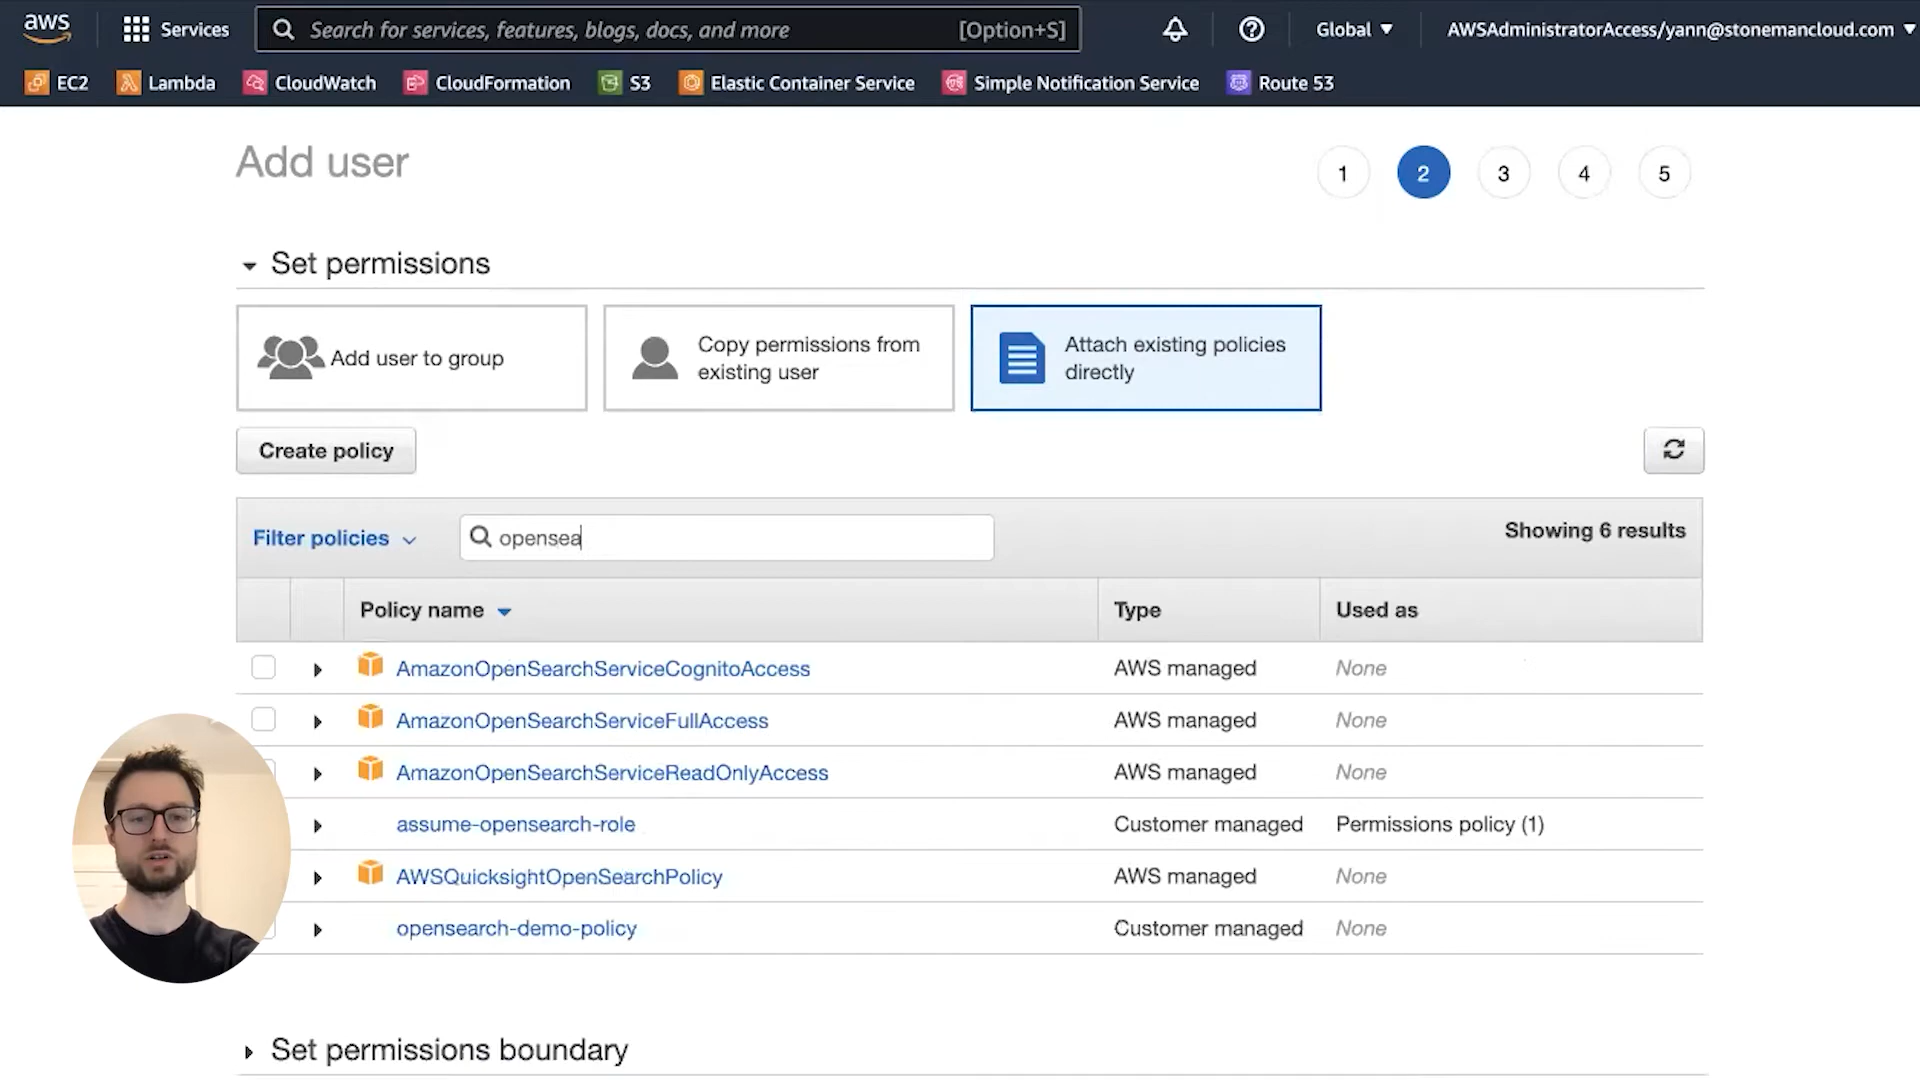 aws
Services
Search for services, features, blogs, docs, and more [Option+S]
Global
AWSAdministratorAccess/yann@stonemancloud.com
EC2
Lambda
CloudWatch
CloudFormation
S3
Elastic Container Service
Simple Notification Service
Route 53
Add user
1 2 3 4 5
Set permissions
Add user to group
Copy permissions from
existing user
Attach existing policies
directly
Create policy
Filter policies
opensea
Showing 6 results
Policy name Type Used as
AmazonOpenSearchServiceCognitoAccess AWS managed None
AmazonOpenSearchServiceFullAccess AWS managed None
AmazonOpenSearchServiceReadOnlyAccess AWS managed None
assume-opensearch-role Customer managed Permissions policy (1)
AWSQuicksightOpenSearchPolicy AWS managed None
opensearch-demo-policy Customer managed None
Set permissions boundary